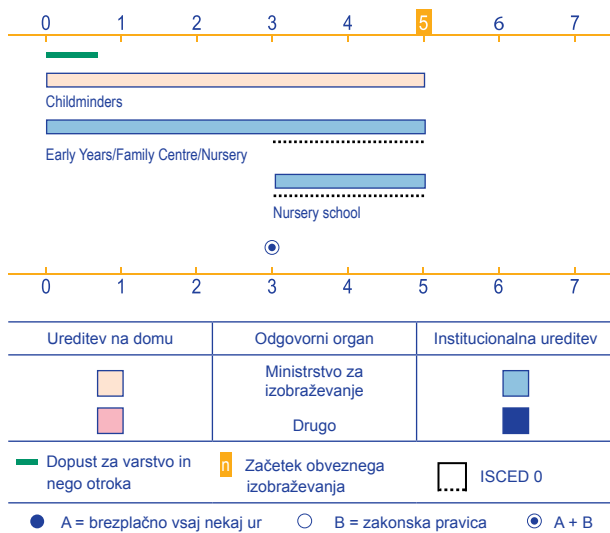 0 1 2 3 4 5 6 7
Childminders
Early Years/Family Centre/Nursery
Nursery school
0 1 2 3 4 5 6 7
Ureditev na domu Odgovorni organ Institucionalna ureditev
Ministrstvo za
izobraževanje
Drugo
Dopust za varstvo in
nego otroka
n Začetek obveznega
izobraževanja
ISCED 0
A = brezplačno vsaj nekaj ur B = zakonska pravica A + B